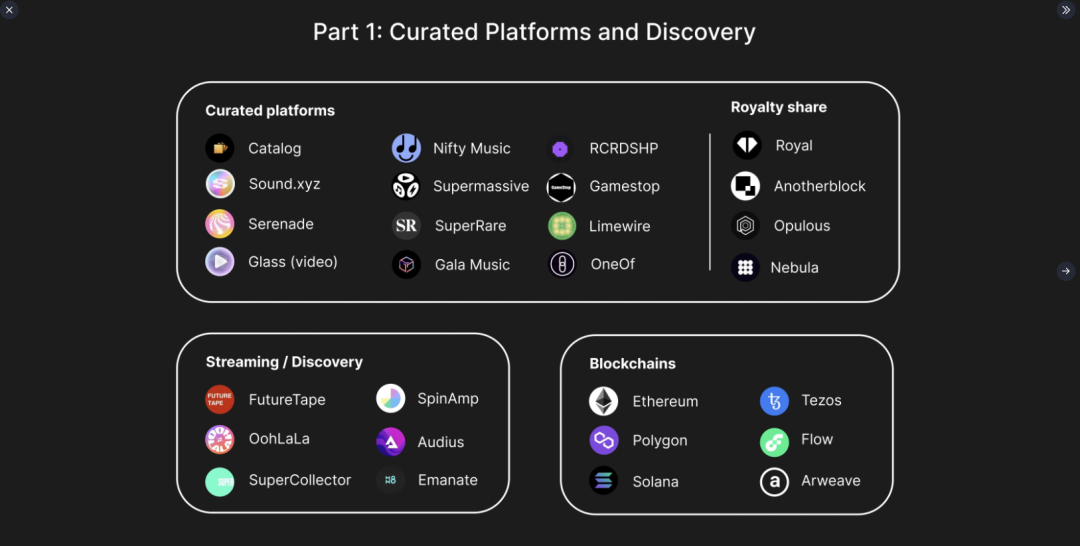 Part 1: Curated Platforms and Discovery
Curated platforms
Catalog
Sound.xyz
Serenade
Glass (video)
Nifty Music
Supermassive
SR
SuperRare
Gala Music
RCRDSHP
GameStop
Gamestop
Limewire
OneOf
Royalty share
Royal
Anotherblock
Opulous
Nebula
Streaming / Discovery
FUTURE
TAPE
FutureTape
OohLaLa
SUPER
SuperCollector
SpinAmp
Audius
Emanate
Blockchains
Ethereum
Polygon
Solana
Tezos
Flow
a
Arweave